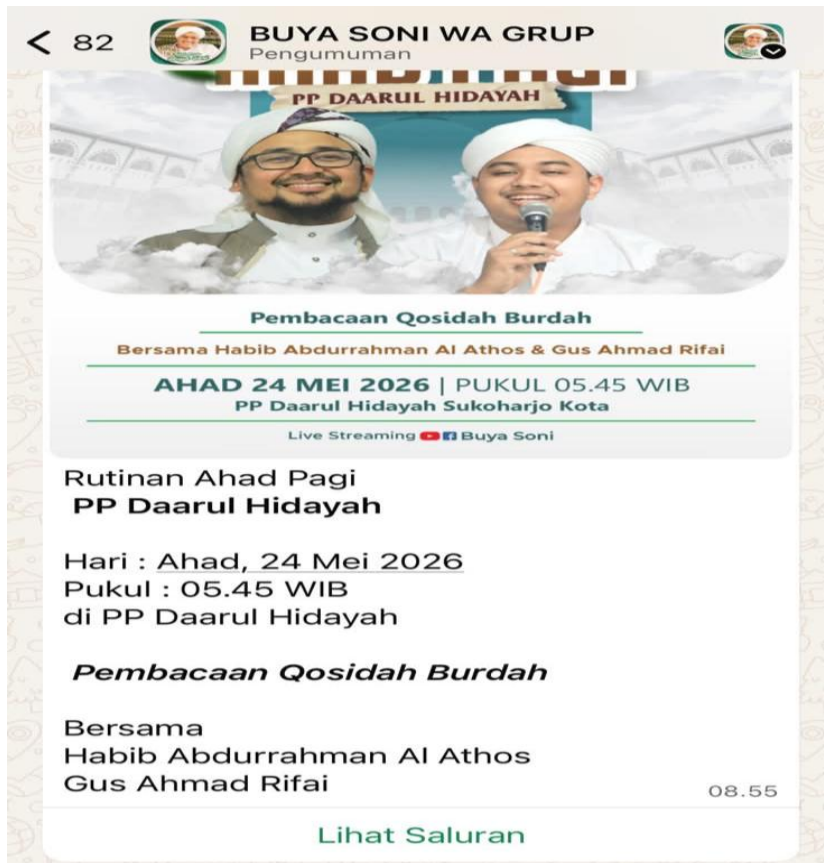 82
BUYA SONI WA GRUP
Pengumuman
PP DAARUL HIDAYAH
Pembacaan Qosidah Burdah
Bersama Habib Abdurrahman Al Athos & Gus Ahmad Rifai
AHAD 24 MEI 2026 | PUKUL 05.45 WIB
PP Daarul Hidayah Sukoharjo Kota
Live Streaming Buya Soni
Rutinan Ahad Pagi
PP Daarul Hidayah
Hari : Ahad, 24 Mei 2026
Pukul : 05.45 WIB
di PP Daarul Hidayah
Pembacaan Qosidah Burdah
Bersama
Habib Abdurrahman Al Athos
Gus Ahmad Rifai
08.55
Lihat Saluran